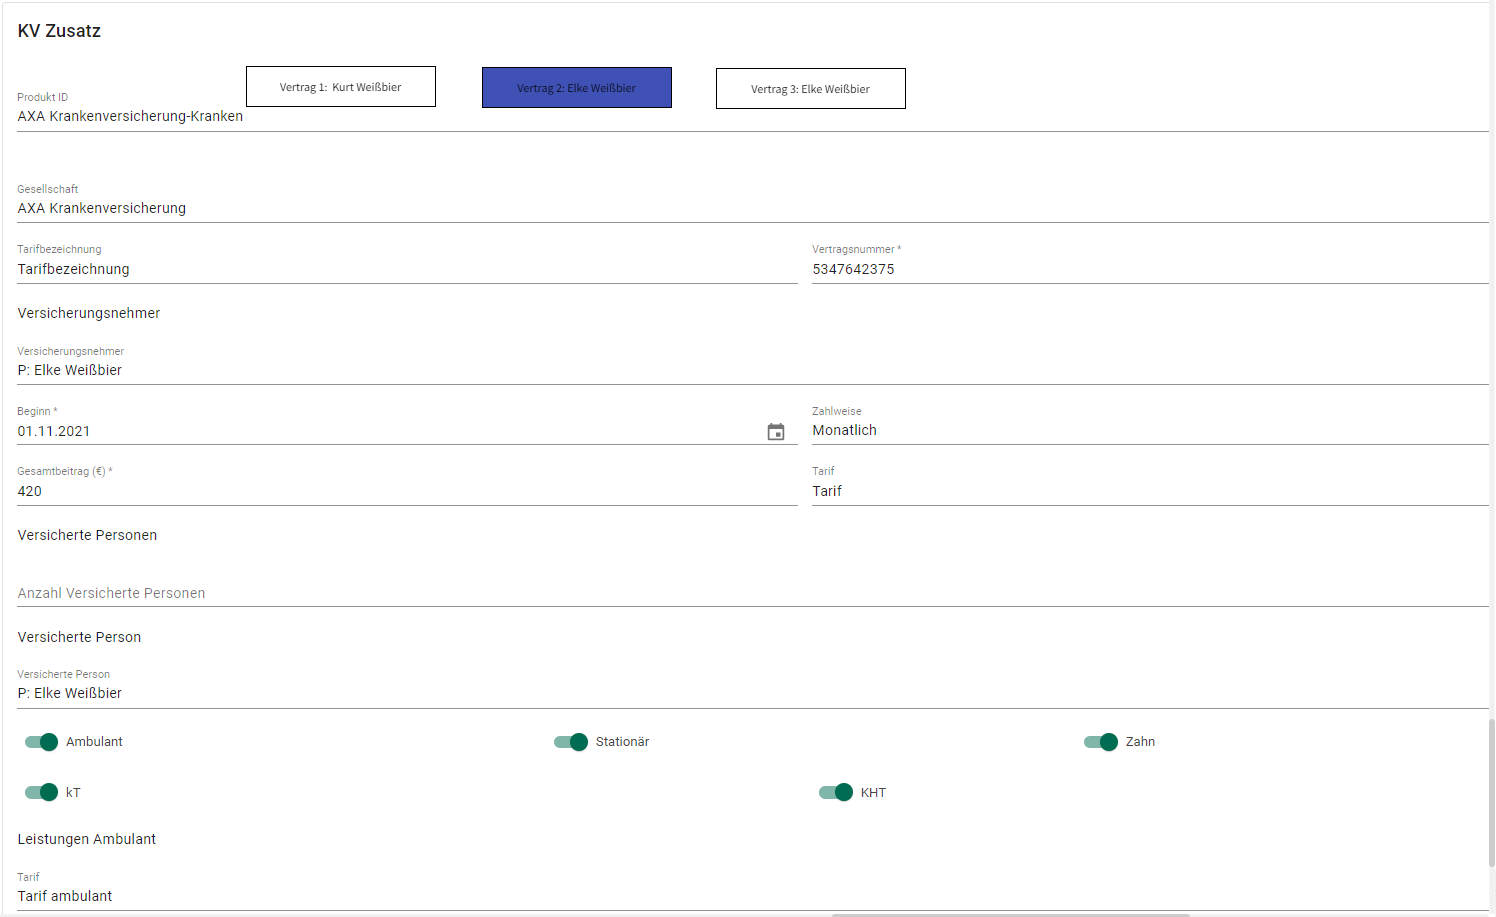 KV Zusatz
Vertrag 1: Kurt Weißbier
Vertrag 2: Elke Weißbier
Vertrag 3: Elke Weißbier
Produkt ID
AXA Krankenversicherung-Kranken
Gesellschaft
AXA Krankenversicherung
Tarifbezeichnung
Tarifbezeichnung
Vertragsnummer *
5347642375
Versicherungsnehmer
Versicherungsnehmer
P: Elke Weißbier
Beginn *
01.11.2021
Zahlweise
Monatlich
Gesamtbeitrag (€) *
420
Tarif
Tarif
Versicherte Personen
Anzahl Versicherte Personen
Versicherte Person
Versicherte Person
P: Elke Weißbier
Ambulant
Stationär
Zahn
kT
KHT
Leistungen Ambulant
Tarif
Tarif ambulant